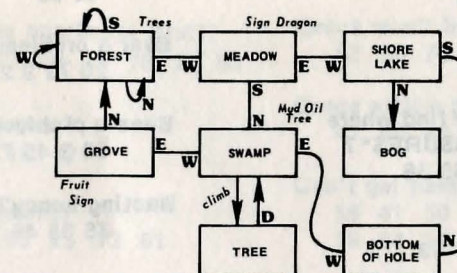 S Trees Sign Dragon
FOREST MEADOW SHORE LAKE S
W E W E W
N S N
N Mud Oil Tree N
GROVE E W SWAMP E BOG
Fruit Sign climb D
TREE W BOTTOM OF HOLE N